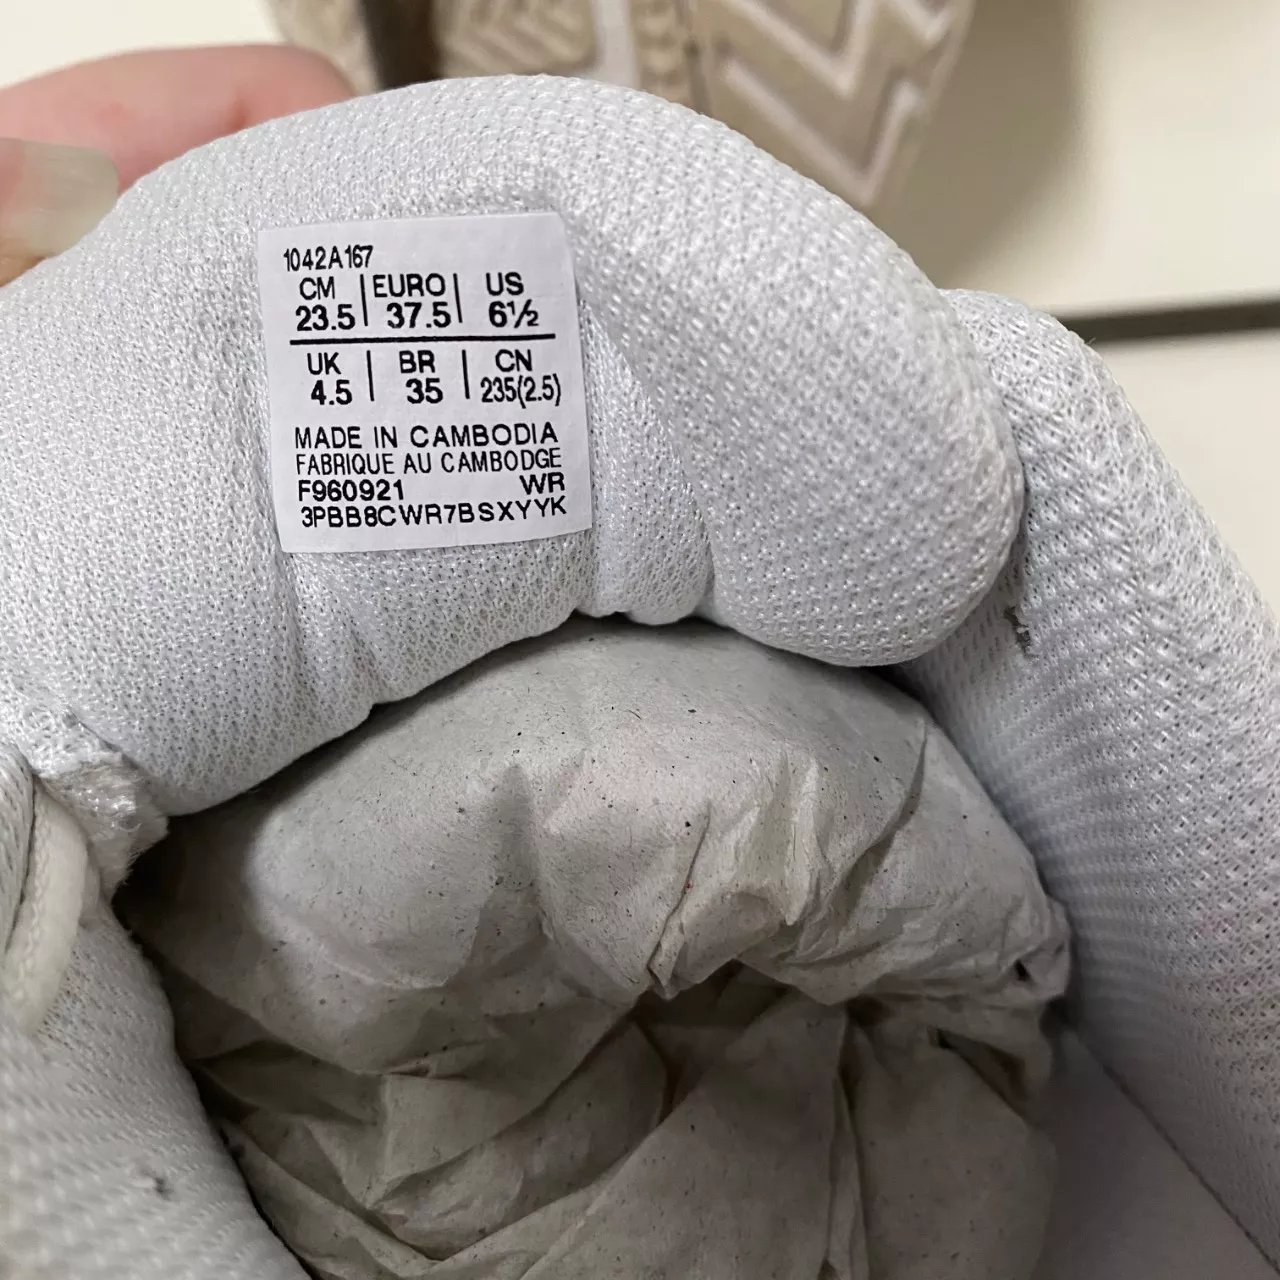 1042A167
CM | EURO | US
23.5 | 37.5 | 6½
UK | BR | CN
4.5 | 35 | 235(2.5)
MADE IN CAMBODIA
FABRIQUE AU CAMBODGE
F960921 WR
3PBB8CWR7BSXYYK